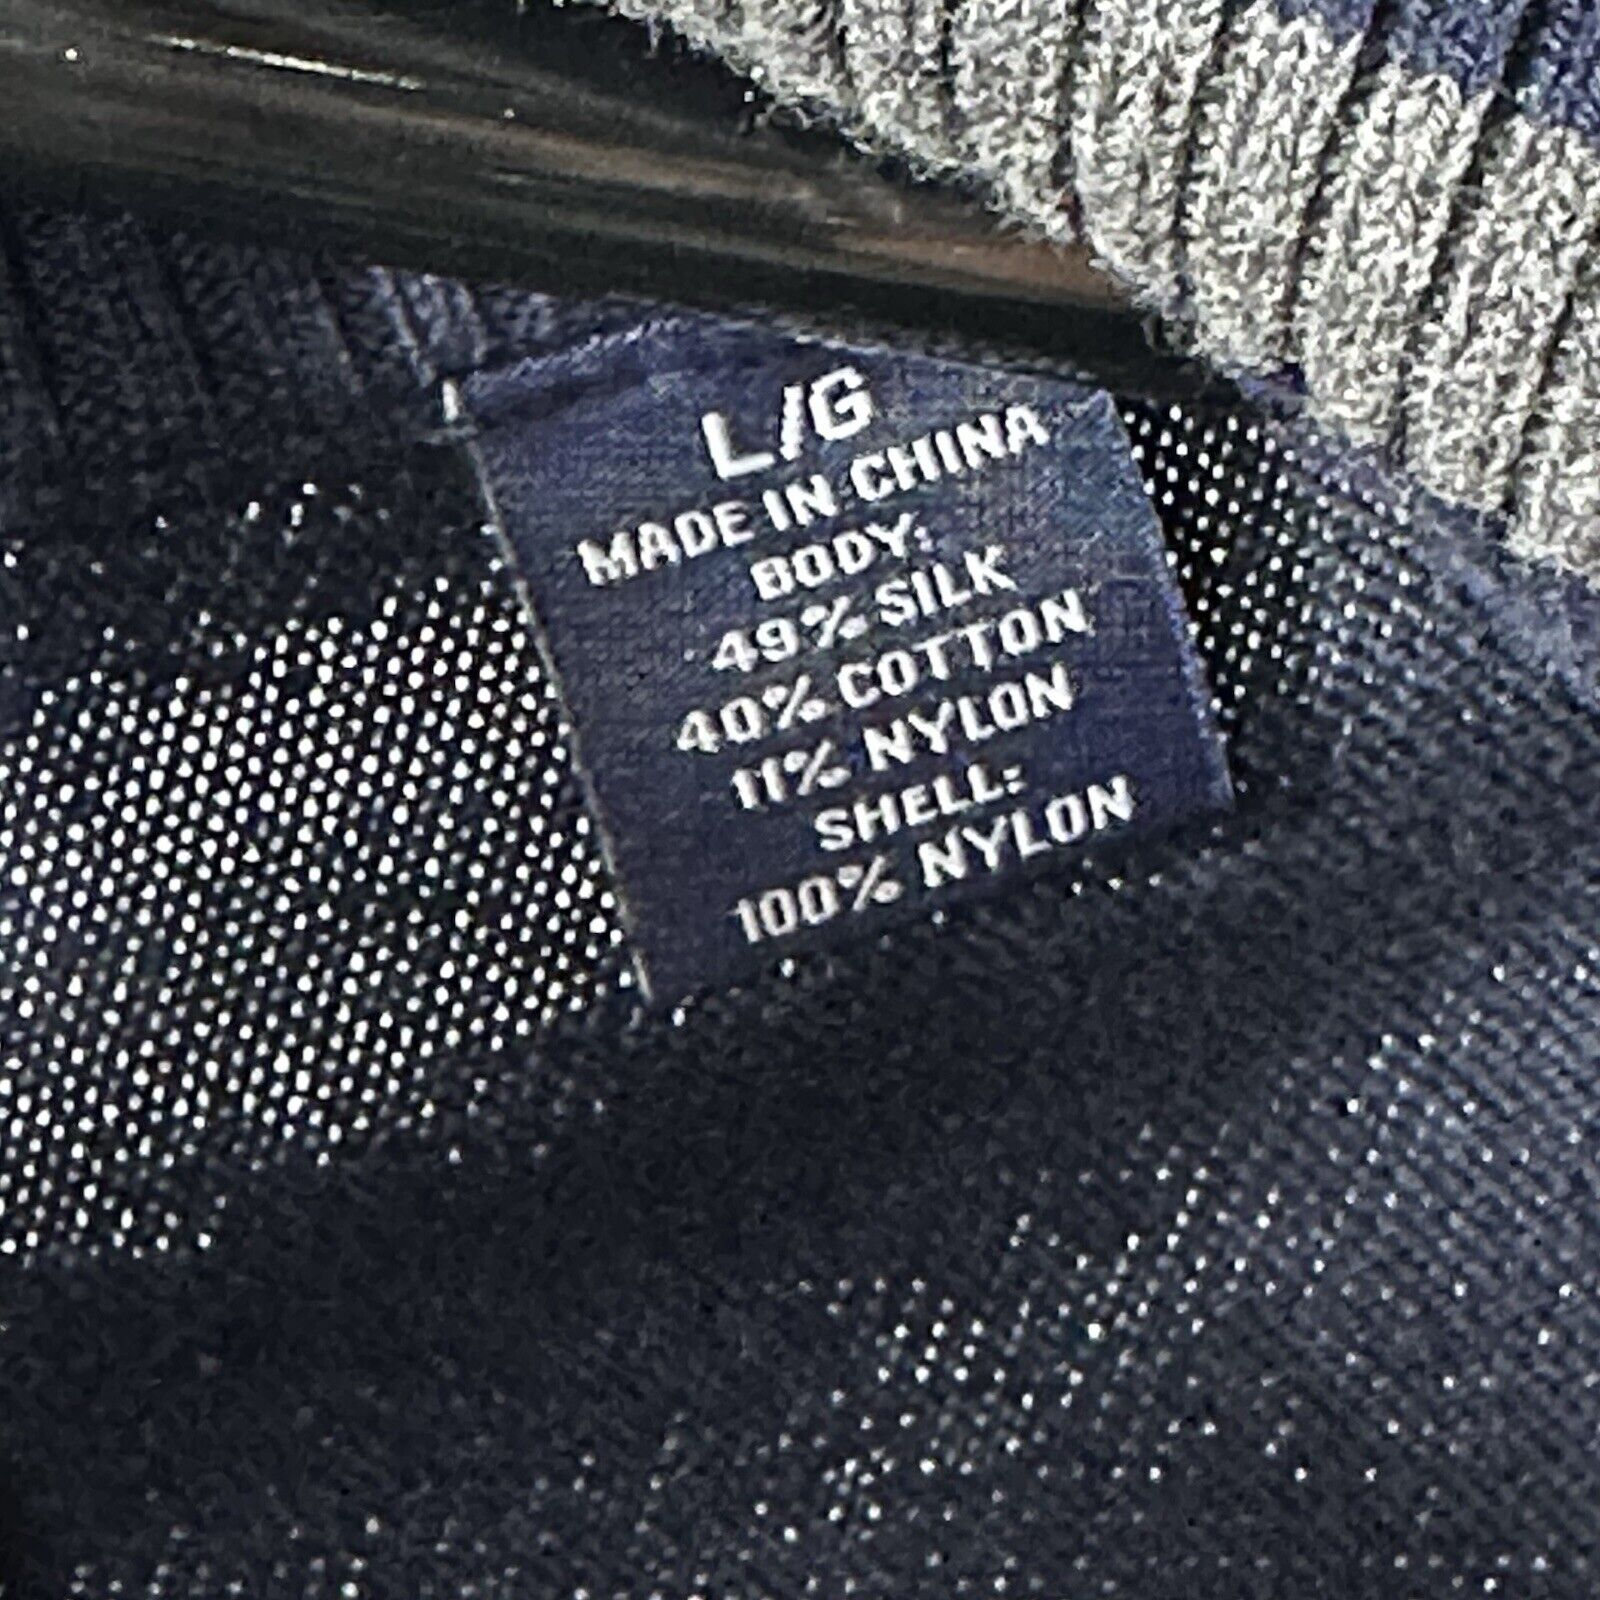 L/G
MADE IN CHINA
BODY:
49% SILK
40% COTTON
11% NYLON
SHELL:
100% NYLON